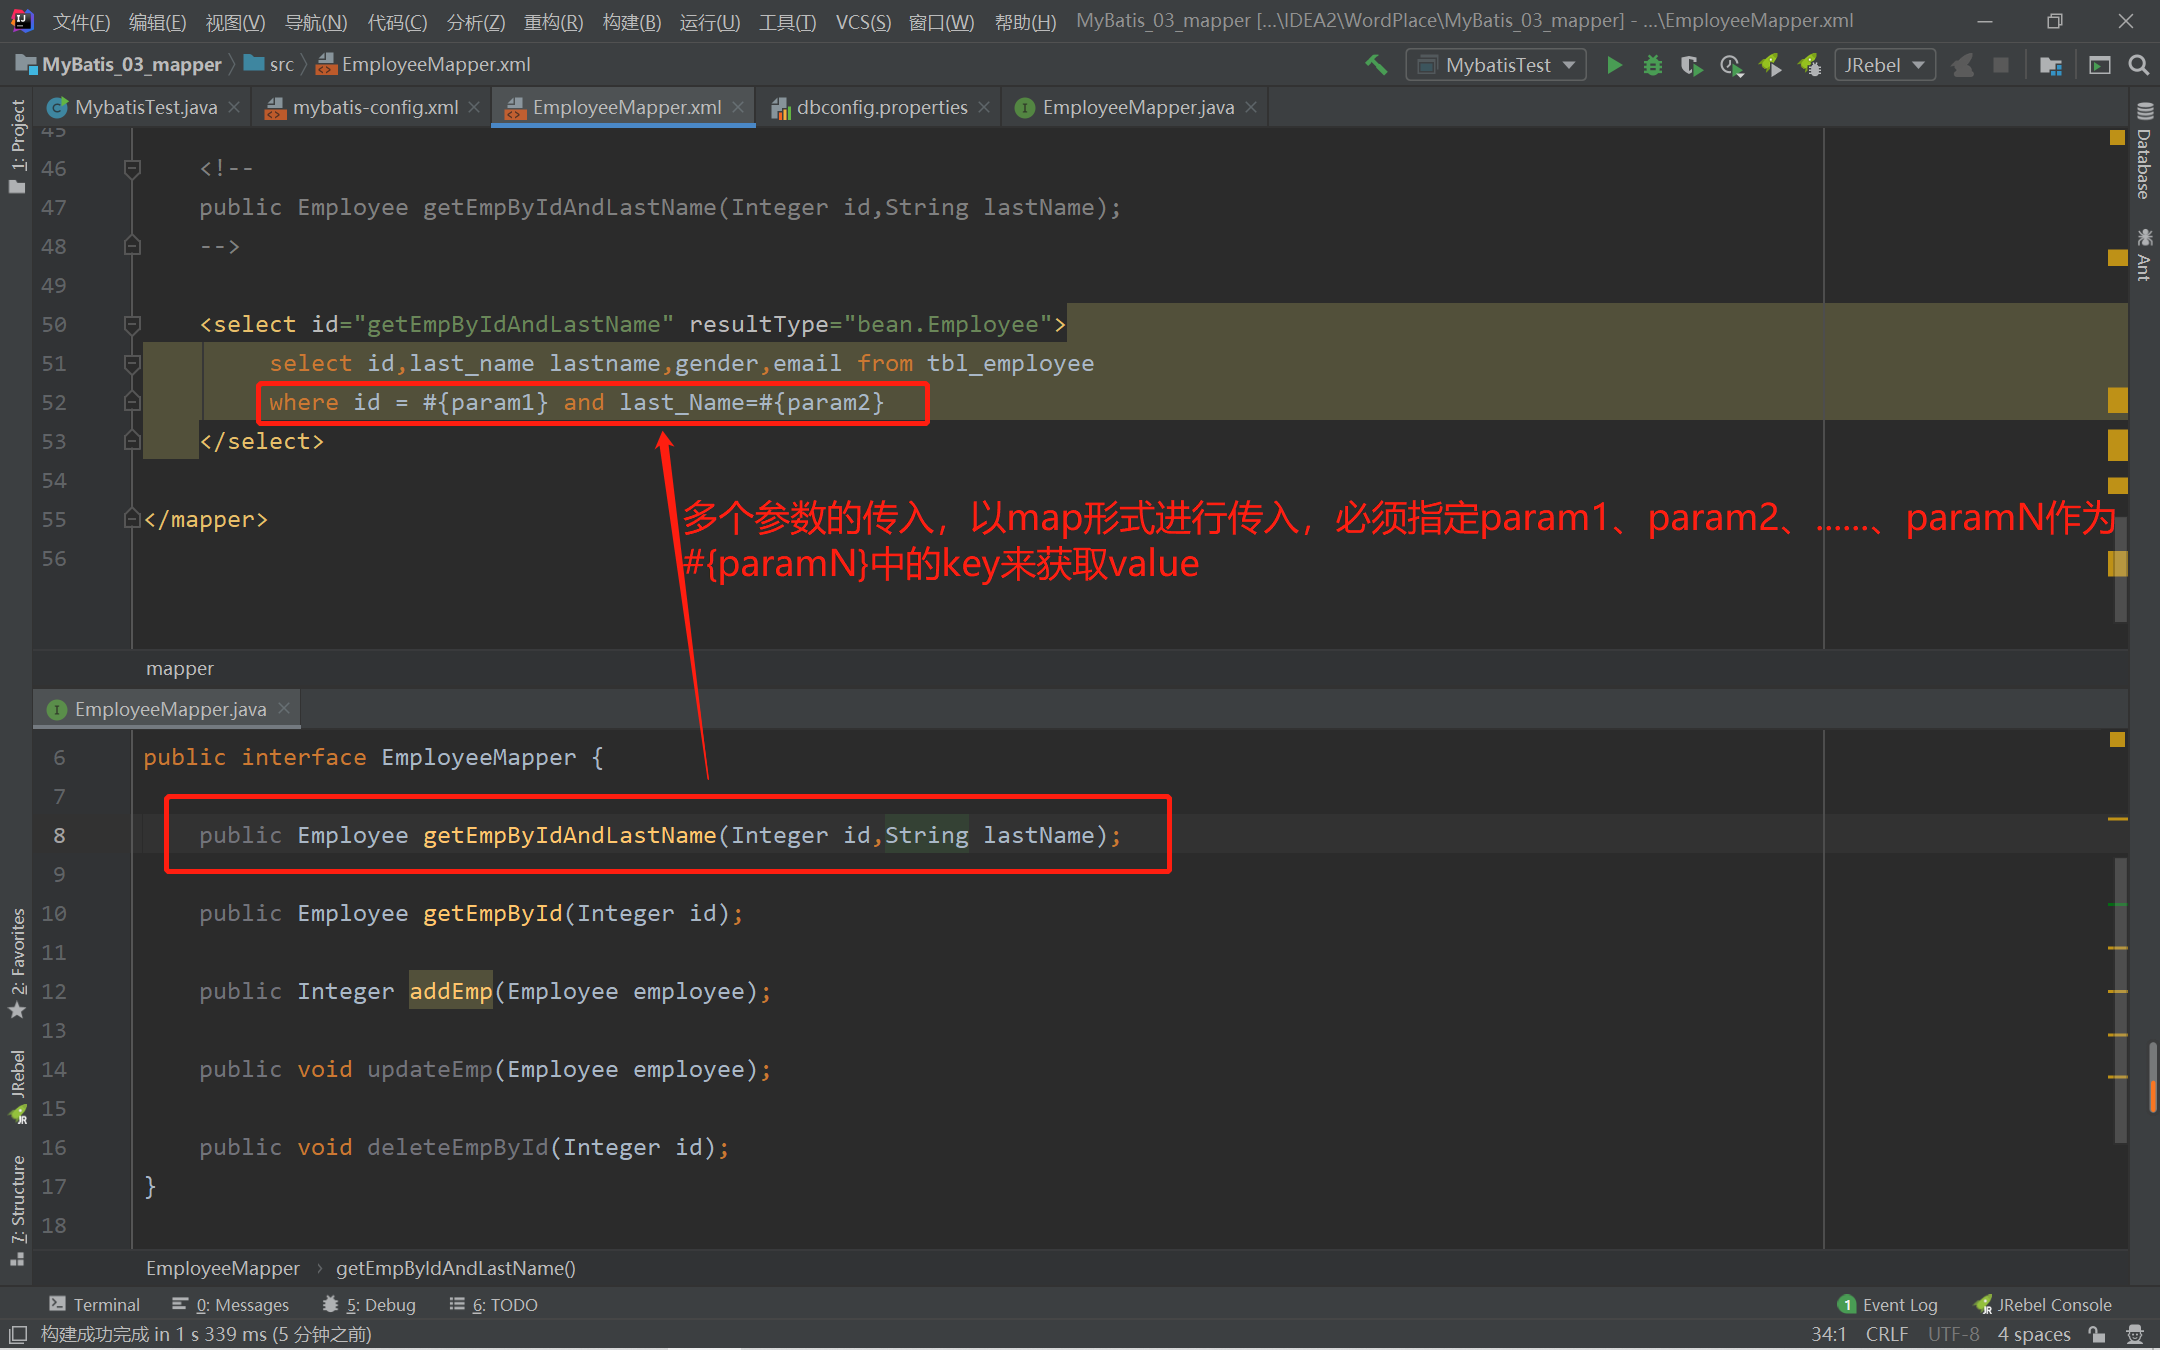 文件(F) 编辑(E) 视图(V) 导航(N) 代码(C) 分析(Z) 重构(R) 构建(B) 运行(U) 工具(T) VCS(S) 窗口(W) 帮助(H) MyBatis_03_mapper [...\IDEA2\WordPlace\MyBatis_03_mapper] - ...\EmployeeMapper.xml
MyBatis_03_mapper src EmployeeMapper.xml MybatisTest JRebel
MybatisTest.java mybatis-config.xml EmployeeMapper.xml dbconfig.properties EmployeeMapper.java
1: Project
Database
Ant
45
46 <!--
47 public Employee getEmpByIdAndLastName(Integer id,String lastName);
48 -->
49
50 <select id="getEmpByIdAndLastName" resultType="bean.Employee">
51 select id,last_name lastname,gender,email from tbl_employee
52 where id = #{param1} and last_Name=#{param2}
53 </select>
54
55 </mapper>
56
多个参数的传入，以map形式进行传入，必须指定param1、param2、……、paramN作为
#{paramN}中的key来获取value
mapper
EmployeeMapper.java
6 public interface EmployeeMapper {
7
8 public Employee getEmpByIdAndLastName(Integer id,String lastName);
9
10 public Employee getEmpById(Integer id);
11
12 public Integer addEmp(Employee employee);
13
14 public void updateEmp(Employee employee);
15
16 public void deleteEmpById(Integer id);
17 }
18
2: Favorites
JRebel
7: Structure
EmployeeMapper › getEmpByIdAndLastName()
Terminal 0: Messages 5: Debug 6: TODO 1 Event Log JRebel Console
构建成功完成 in 1 s 339 ms (5 分钟之前) 34:1 CRLF UTF-8 4 spaces